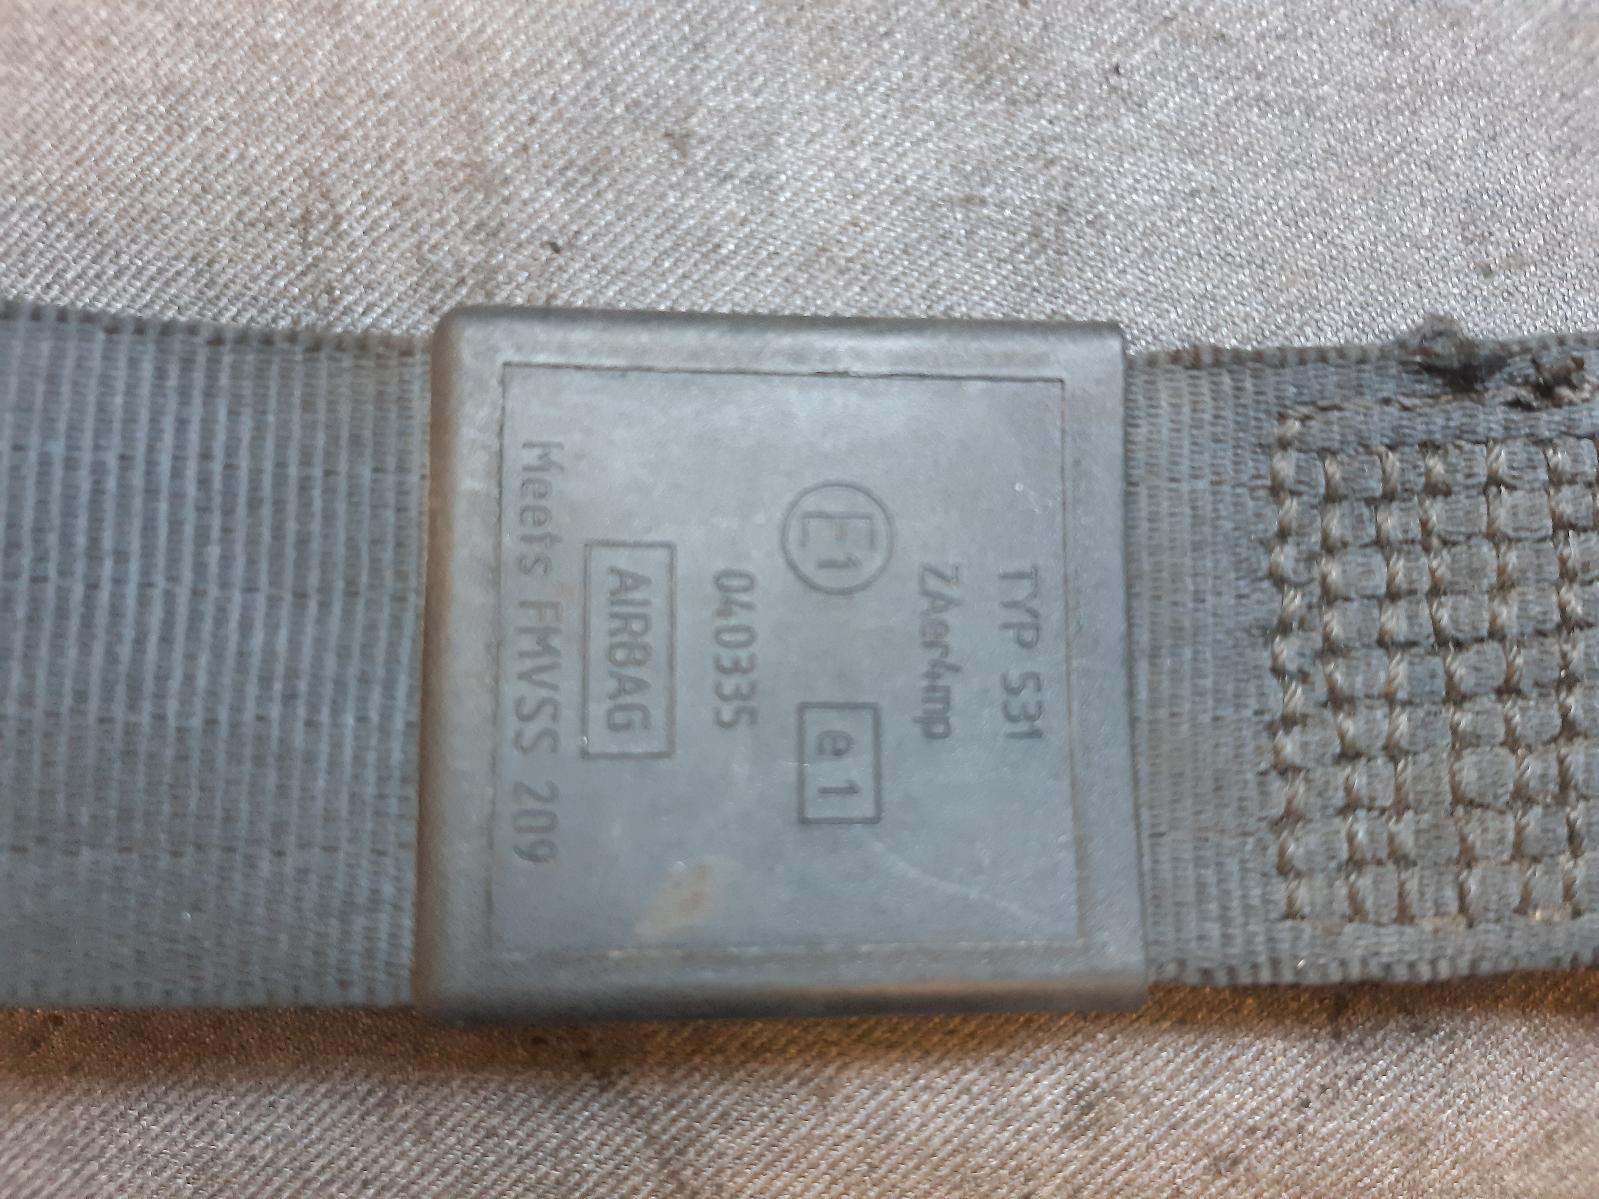 TYP 531
ZAer4mp
E1 e1
040335
AIRBAG
Meets FMVSS 209